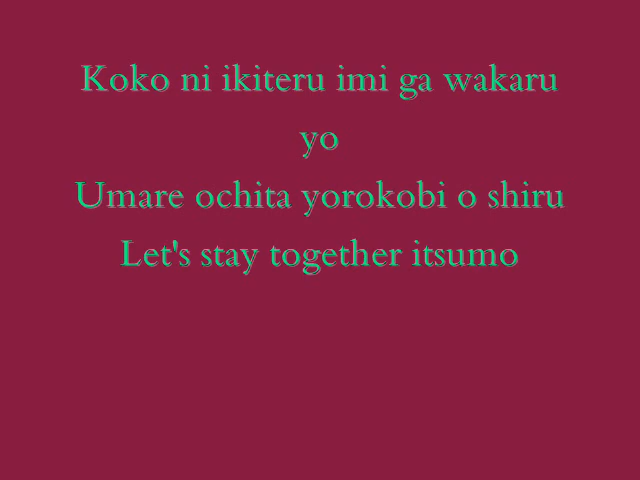 Koko ni ikiteru imi ga wakaru
yo
Umare ochita yorokobi o shiru
Let's stay together itsumo